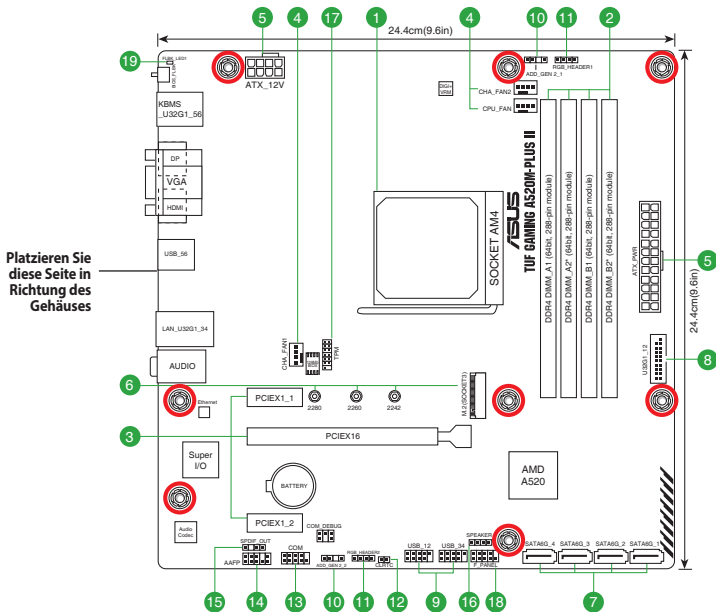 5
4
17
1
4
10
11
2
24.4cm(9.6in)
19
FLBK_LED1
BIOS_FLBK
ATX_12V
DIGI+
VRM
ADD_GEN 2_1
RGB_HEADER1
CHA_FAN2
CPU_FAN
KBMS
_U32G1_56
DP
VGA
HDMI
SOCKET AM4
ASUS
TUF GAMING A520M-PLUS II
DDR4 DIMM_A1 (64bit, 288-pin module)
DDR4 DIMM_A2* (64bit, 288-pin module)
DDR4 DIMM_B1 (64bit, 288-pin module)
DDR4 DIMM_B2* (64bit, 288-pin module)
ATX_PWR
5
24.4cm(9.6in)
Platzieren Sie
diese Seite in
Richtung des
Gehäuses
USB_56
LAN_U32G1_34
AUDIO
CHA_FAN1
TPM
U32G1_12
8
6
Ethernet
PCIEX1_1
2280
2260
2242
M.2(SOCKET3)
3
PCIEX16
Super
I/O
BATTERY
AMD
A520
Audio
Codec
PCIEX1_2
COM_DEBUG
SPDIF_OUT
AAFP
COM
ADD_GEN 2_2
RGB_HEADER2
CLRTC
USB_12
USB_34
SPEAKER
F_PANEL
SATA6G_4
SATA6G_3
SATA6G_2
SATA6G_1
15
14
13
10
11
12
9
16
18
7